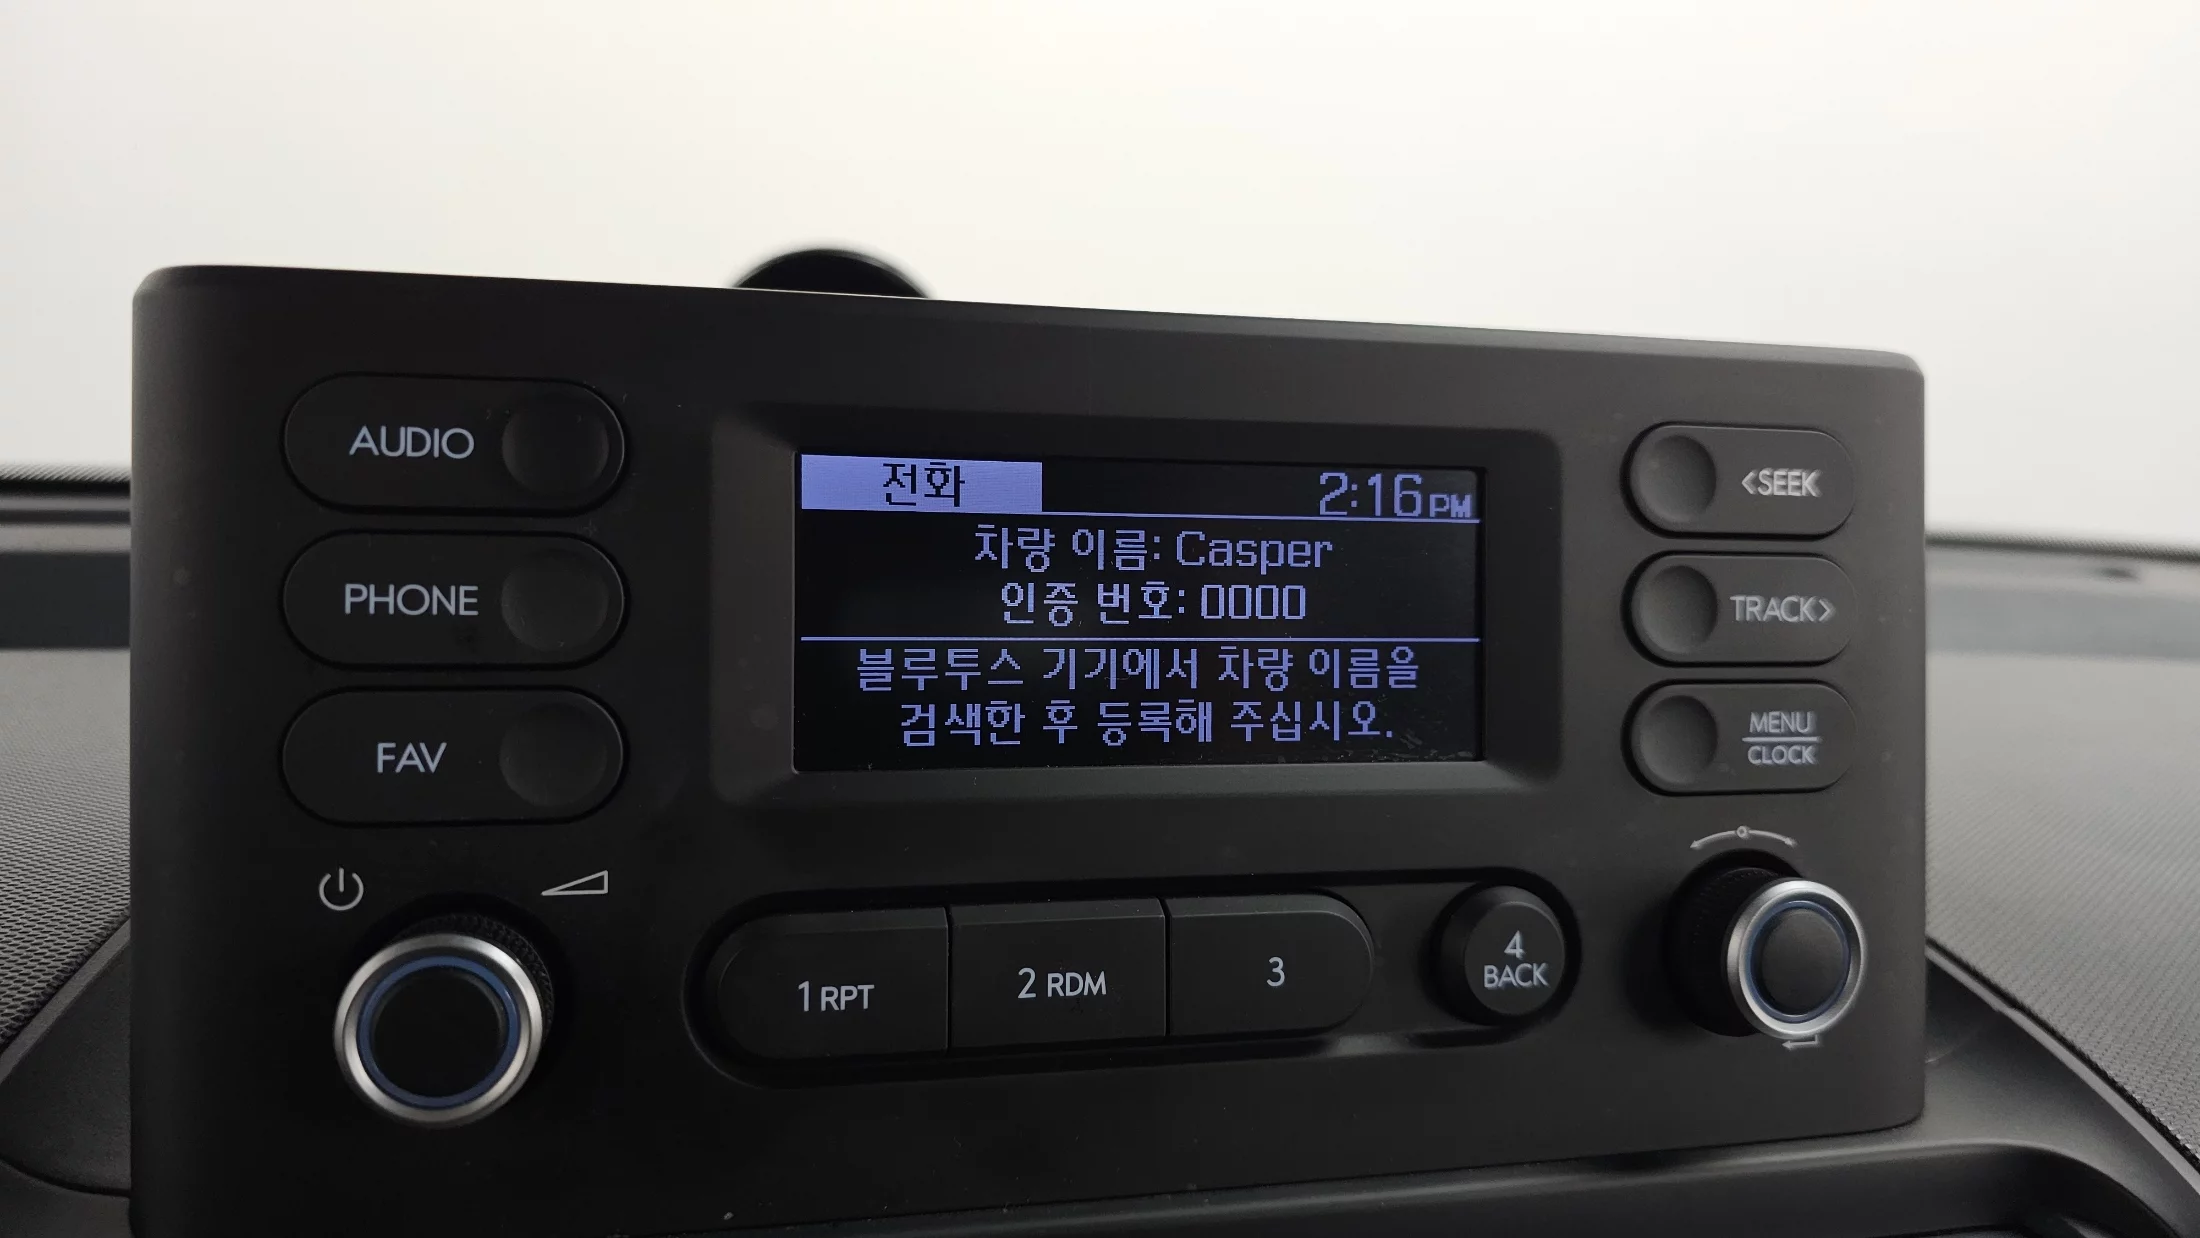 AUDIO
PHONE
FAV
전화 2:16 PM
차량 이름: Casper
인증 번호: 0000
블루투스 기기에서 차량 이름을
검색한 후 등록해 주십시오.
<SEEK
TRACK>
MENU
CLOCK
1 RPT
2 RDM
3
4
BACK